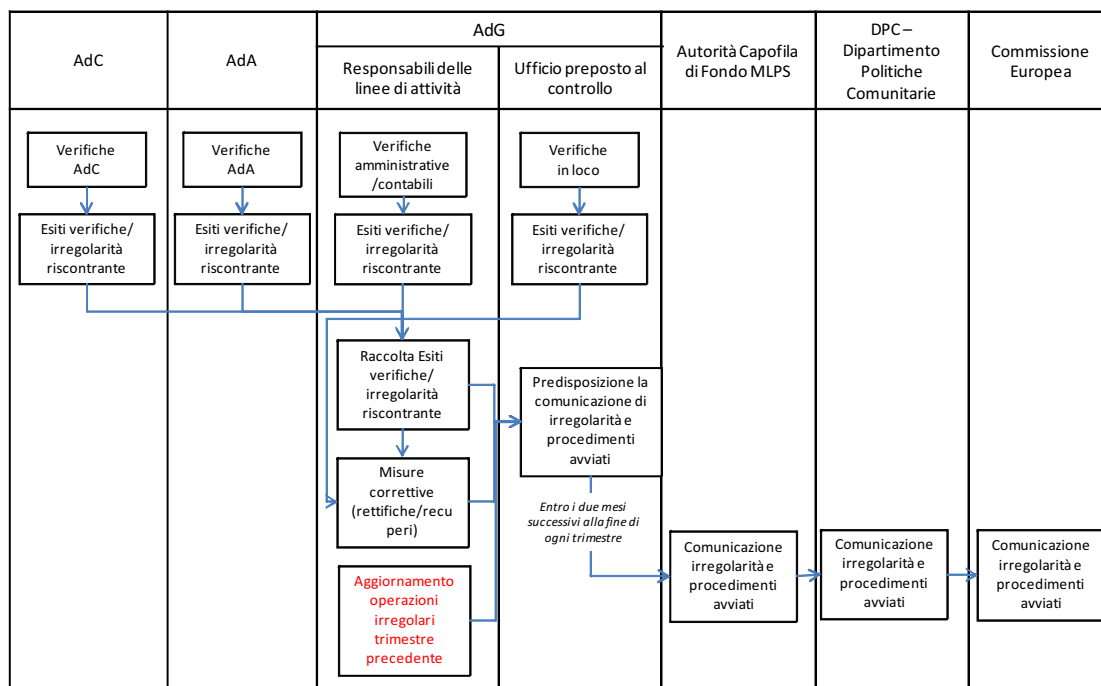 AdC
AdA
AdG
Responsabili delle
linee di attività
Ufficio preposto al
controllo
Autorità Capofila
di Fondo MLPS
DPC –
Dipartimento
Politiche
Comunitarie
Commissione
Europea
Verifiche
AdC
Verifiche
AdA
Verifiche
amministrative
/contabili
Verifiche
in loco
Esiti verifiche/
irregolarità
riscontrante
Esiti verifiche/
irregolarità
riscontrante
Esiti verifiche/
irregolarità
riscontrante
Esiti verifiche/
irregolarità
riscontrante
Raccolta Esiti
verifiche/
irregolarità
riscontrante
Predisposizione la
comunicazione di
irregolarità e
procedimenti
avviati
Misure
correttive
(rettifiche/recu
peri)
Entro i due mesi
successivi alla fine di
ogni trimestre
Comunicazione
irregolarità e
procedimenti
avviati
Comunicazione
irregolarità e
procedimenti
avviati
Comunicazione
irregolarità e
procedimenti
avviati
Aggiornamento
operazioni
irregolari
trimestre
precedente